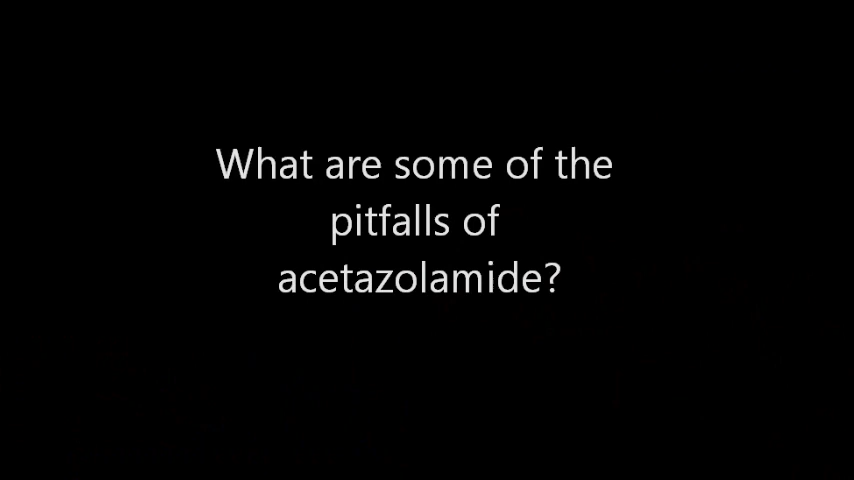 What are some of the
pitfalls of
acetazolamide?